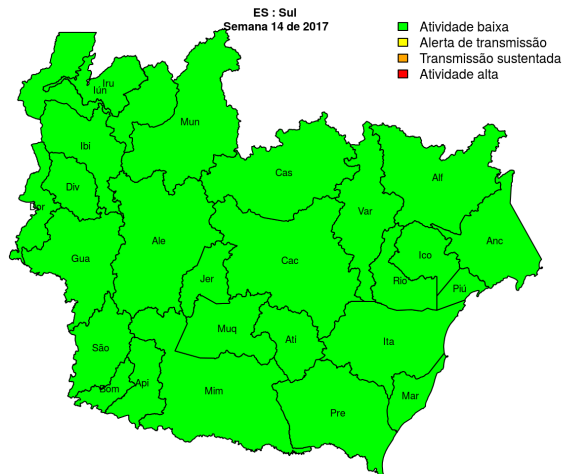 ES : Sul
Semana 14 de 2017
Atividade baixa
Alerta de transmissão
Transmissão sustentada
Atividade alta
Iru
Iún
Mun
Ibi
Cas
Alf
Div
Dor
Var
Ale
Anc
Ico
Gua
Cac
Jer
Rio
Piú
Muq
Ati
Ita
São
Bom
Api
Mim
Mar
Pre